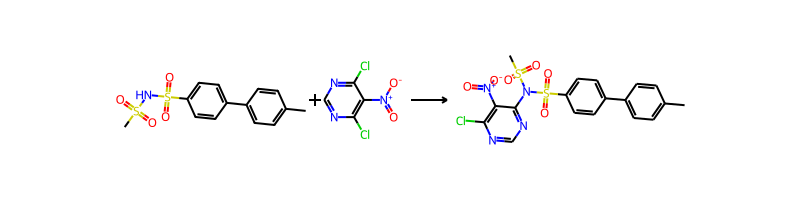 O S O HN O S O + N N Cl Cl N+ O- O → O S O O N+ O- N O S O Cl N N